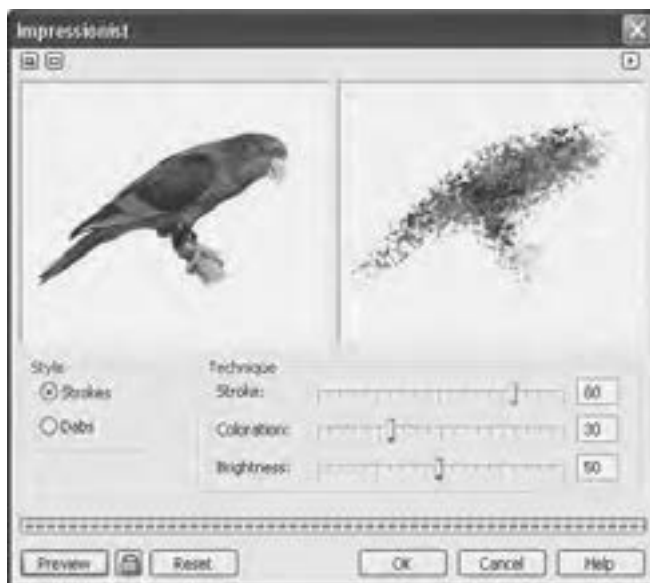 Impressionist
Style:
Strokes
Dabs
Technique
Stroke: 80
Coloration: 30
Brightness: 50
Preview Reset OK Cancel Help